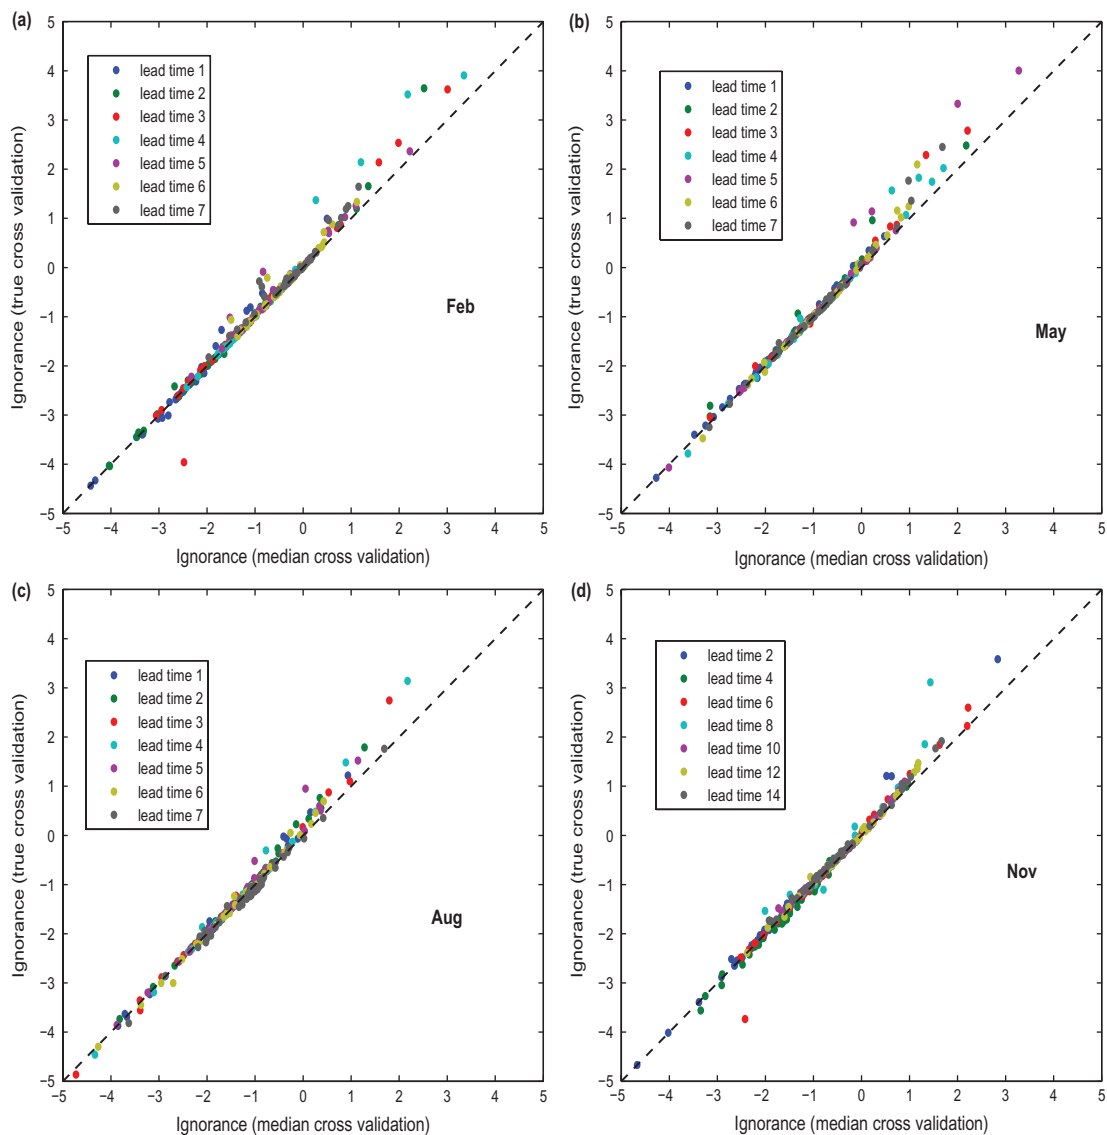 (a)
5
4
3
2
1
0
−1
−2
−3
−4
−5
Ignorance (true cross validation)
lead time 1
lead time 2
lead time 3
lead time 4
lead time 5
lead time 6
lead time 7
Feb
−5 −4 −3 −2 −1 0 1 2 3 4 5
Ignorance (median cross validation)
(b)
5
4
3
2
1
0
−1
−2
−3
−4
−5
Ignorance (true cross validation)
lead time 1
lead time 2
lead time 3
lead time 4
lead time 5
lead time 6
lead time 7
May
−5 −4 −3 −2 −1 0 1 2 3 4 5
Ignorance (median cross validation)
(c)
5
4
3
2
1
0
−1
−2
−3
−4
−5
Ignorance (true cross validation)
lead time 1
lead time 2
lead time 3
lead time 4
lead time 5
lead time 6
lead time 7
Aug
−5 −4 −3 −2 −1 0 1 2 3 4 5
Ignorance (median cross validation)
(d)
5
4
3
2
1
0
−1
−2
−3
−4
−5
Ignorance (true cross validation)
lead time 2
lead time 4
lead time 6
lead time 8
lead time 10
lead time 12
lead time 14
Nov
−5 −4 −3 −2 −1 0 1 2 3 4 5
Ignorance (median cross validation)